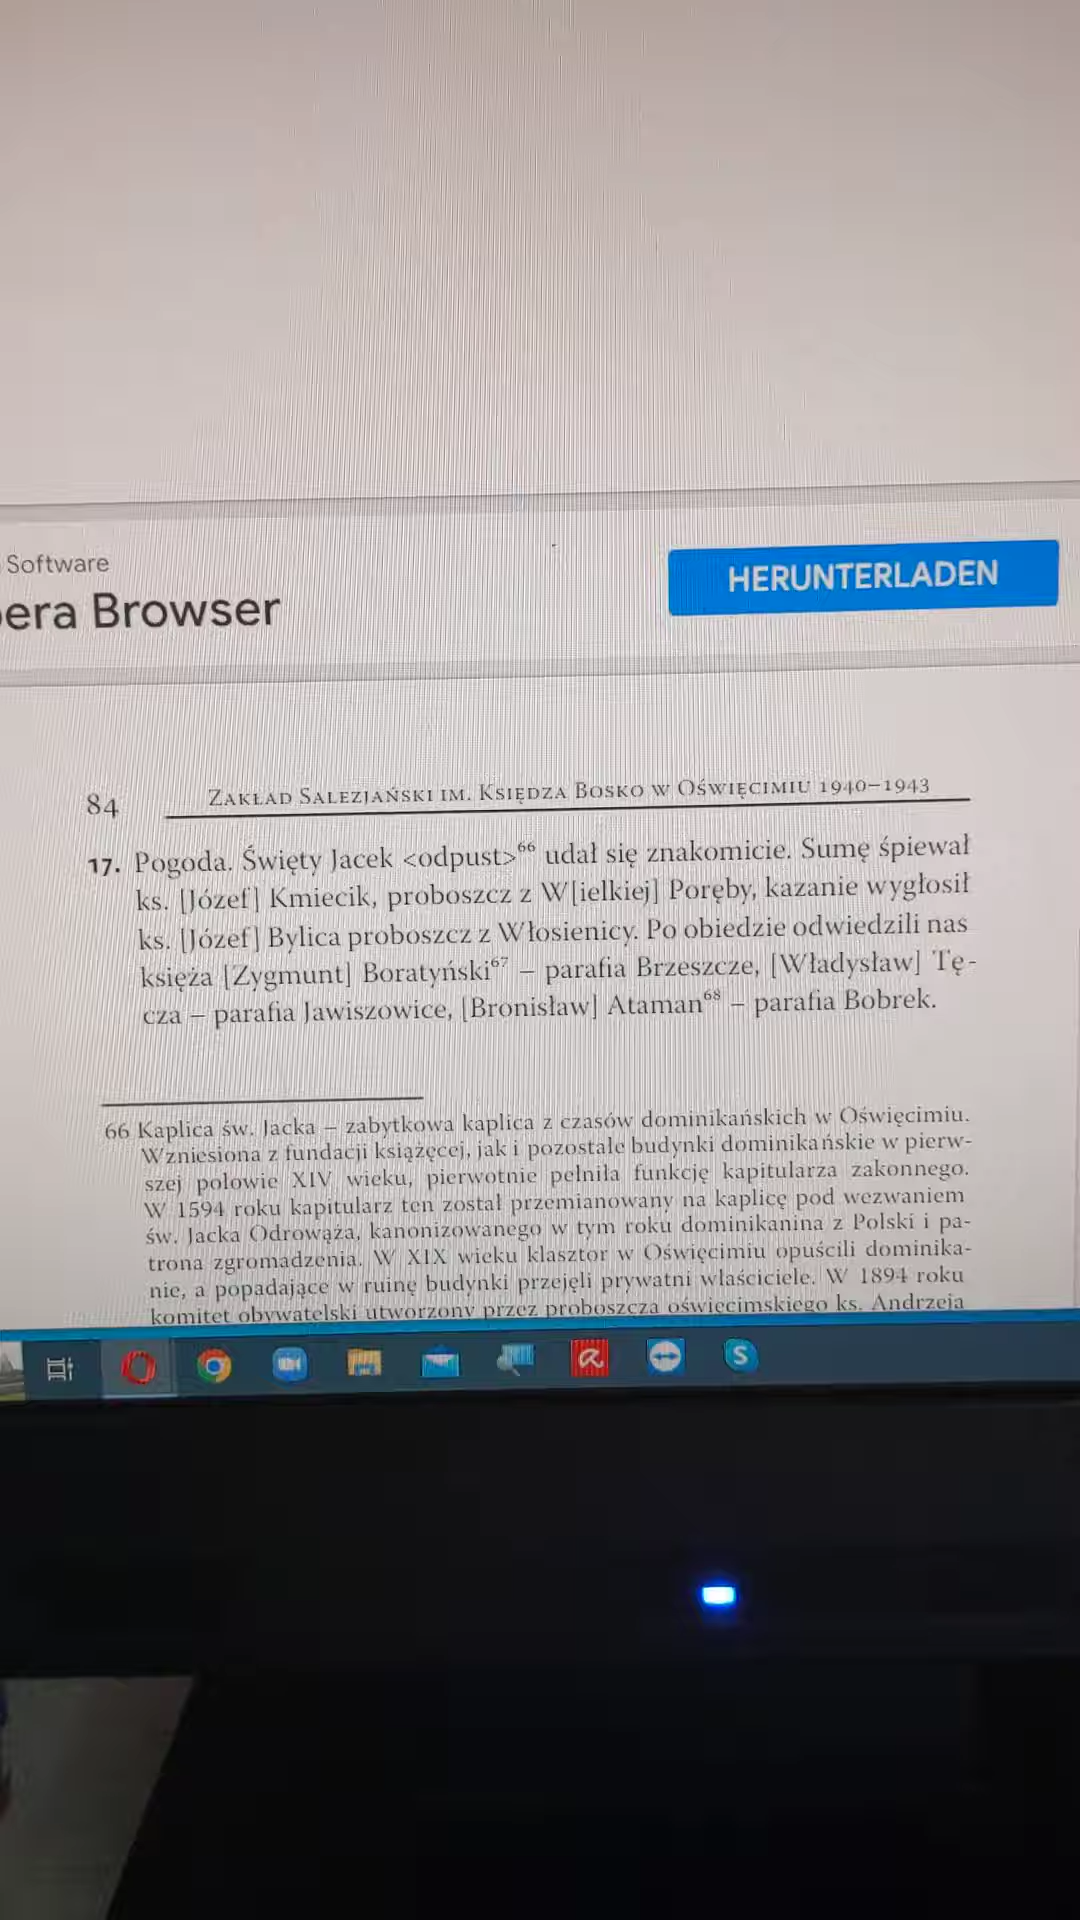 Software
era Browser
HERUNTERLADEN
84 Zakład Salezjański im. Księdza Bosko w Oświęcimiu 1940–1943
17. Pogoda. Święty Jacek <odpust>66 udał się znakomicie. Sumę śpiewał
ks. [Józef] Kmiecik, proboszcz z W[ielkiej] Poręby, kazanie wygłosił
ks. [Józef] Bylica proboszcz z Włosienicy. Po obiedzie odwiedzili nas
księża [Zygmunt] Boratyński67 – parafia Brzeszcze, [Władysław] Tę-
cza – parafia Jawiszowice, [Bronisław] Ataman68 – parafia Bobrek.
66 Kaplica św. Jacka – zabytkowa kaplica z czasów dominikańskich w Oświęcimiu.
Wzniesiona z fundacji książęcej, jak i pozostałe budynki dominikańskie w pierw-
szej połowie XIV wieku, pierwotnie pełniła funkcję kapitularza zakonnego.
W 1594 roku kapitularz ten został przemianowany na kaplicę pod wezwaniem
św. Jacka Odrowąża, kanonizowanego w tym roku dominikanina z Polski i pa-
trona zgromadzenia. W XIX wieku klasztor w Oświęcimiu opuścili dominika-
nie, a popadające w ruinę budynki przejęli prywatni właściciele. W 1894 roku
komitet obywatelski utworzony przez proboszcza oświęcimskiego ks. Andrzeja
S